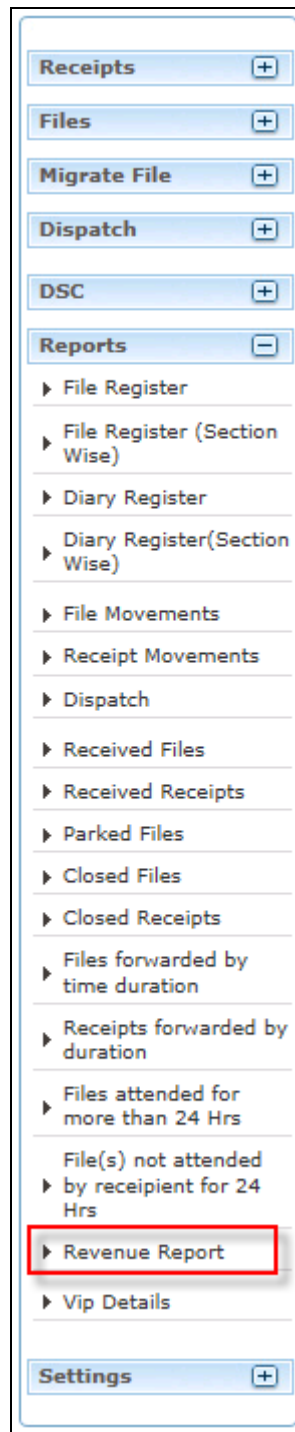 Receipts
Files
Migrate File
Dispatch
DSC
Reports
File Register
File Register (Section
Wise)
Diary Register
Diary Register(Section
Wise)
File Movements
Receipt Movements
Dispatch
Received Files
Received Receipts
Parked Files
Closed Files
Closed Receipts
Files forwarded by
time duration
Receipts forwarded by
duration
Files attended for
more than 24 Hrs
File(s) not attended
by receipient for 24
Hrs
Revenue Report
Vip Details
Settings